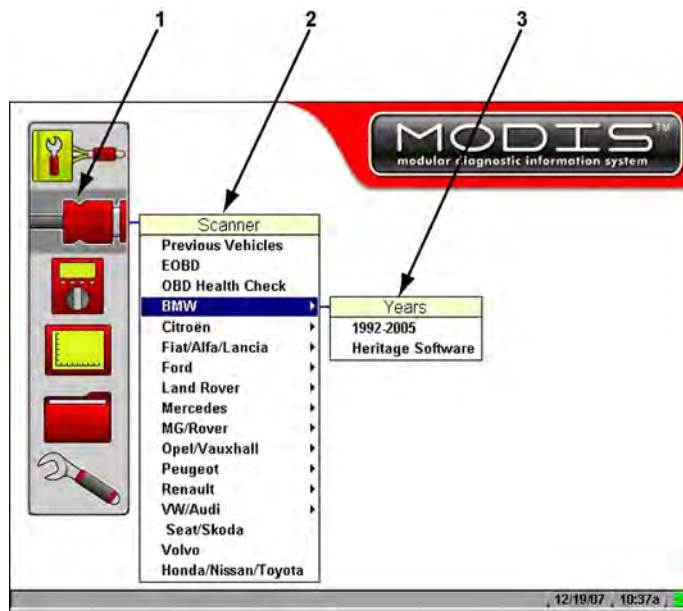 1 2 3
MODIS™
modular diagnostic information system
Scanner
Previous Vehicles
EOBD
OBD Health Check
BMW
Citroën
Fiat/Alfa/Lancia
Ford
Land Rover
Mercedes
MG/Rover
Opel/Vauxhall
Peugeot
Renault
VW/Audi
Seat/Skoda
Volvo
Honda/Nissan/Toyota
Years
1992-2005
Heritage Software
12/19/07 10:37a